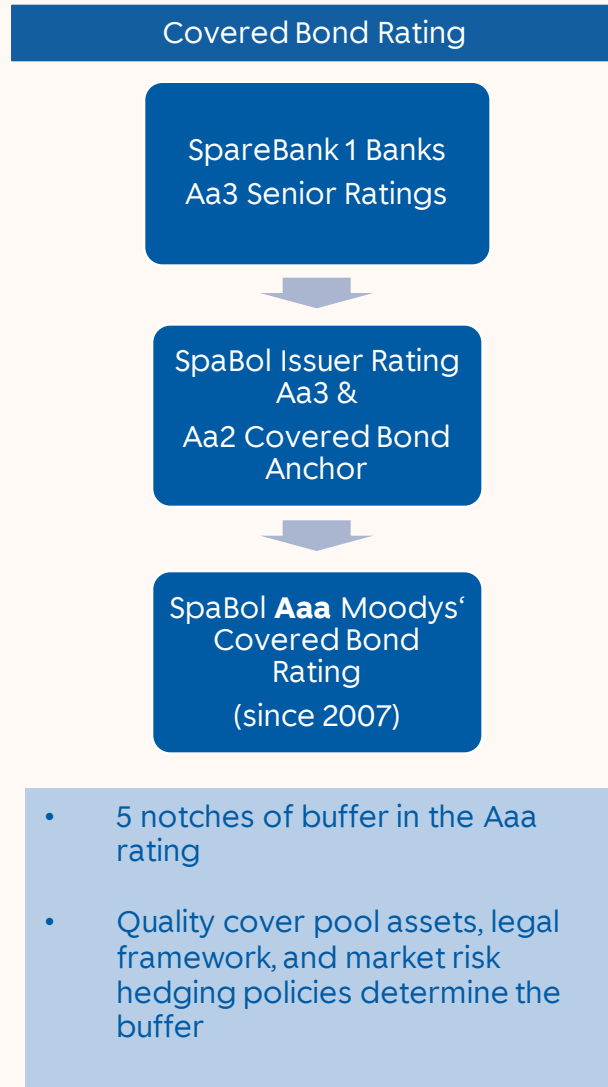 Covered Bond Rating
SpareBank 1 Banks
Aa3 Senior Ratings
SpaBol Issuer Rating
Aa3 &
Aa2 Covered Bond
Anchor
SpaBol Aaa Moodys‘
Covered Bond
Rating
(since 2007)
• 5 notches of buffer in the Aaa
rating
• Quality cover pool assets, legal
framework, and market risk
hedging policies determine the
buffer